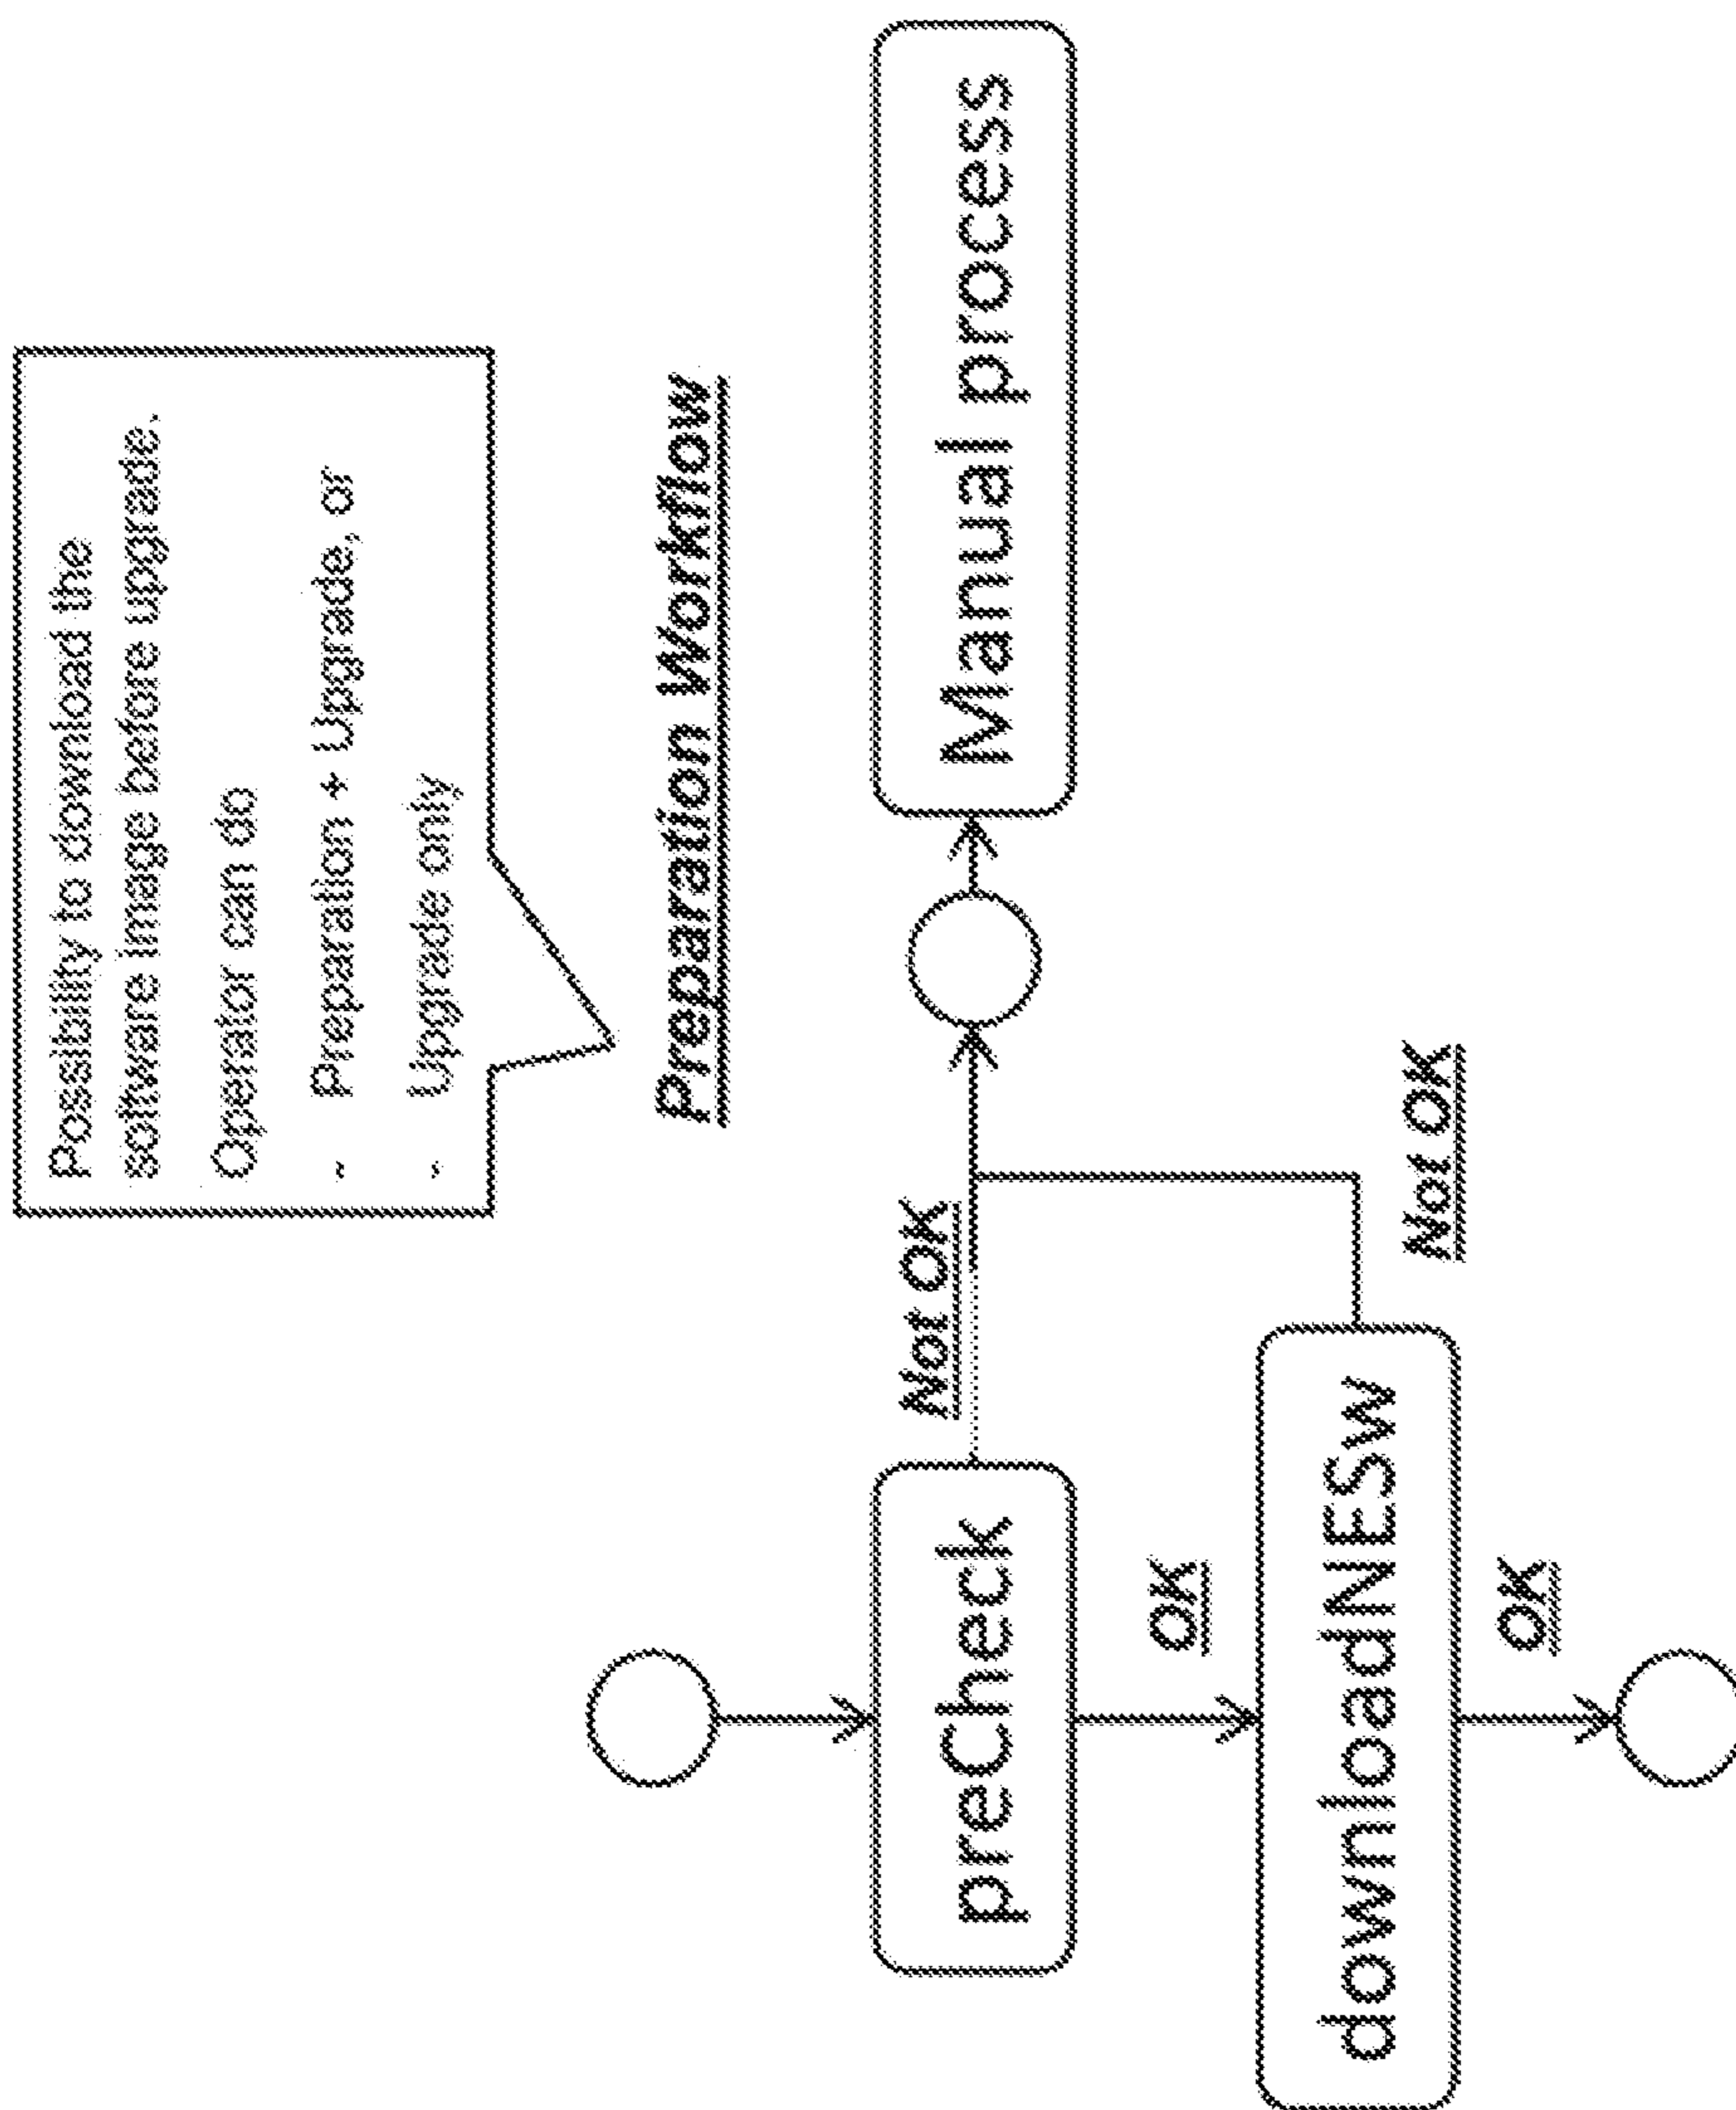 Possibility to download the
software image before upgrade.
Operator can do
- Preparation + Upgrade, or
- Upgrade only
Preparation Workflow
preCheck
Not OK
Manual process
OK
downloadNESw
Not OK
OK